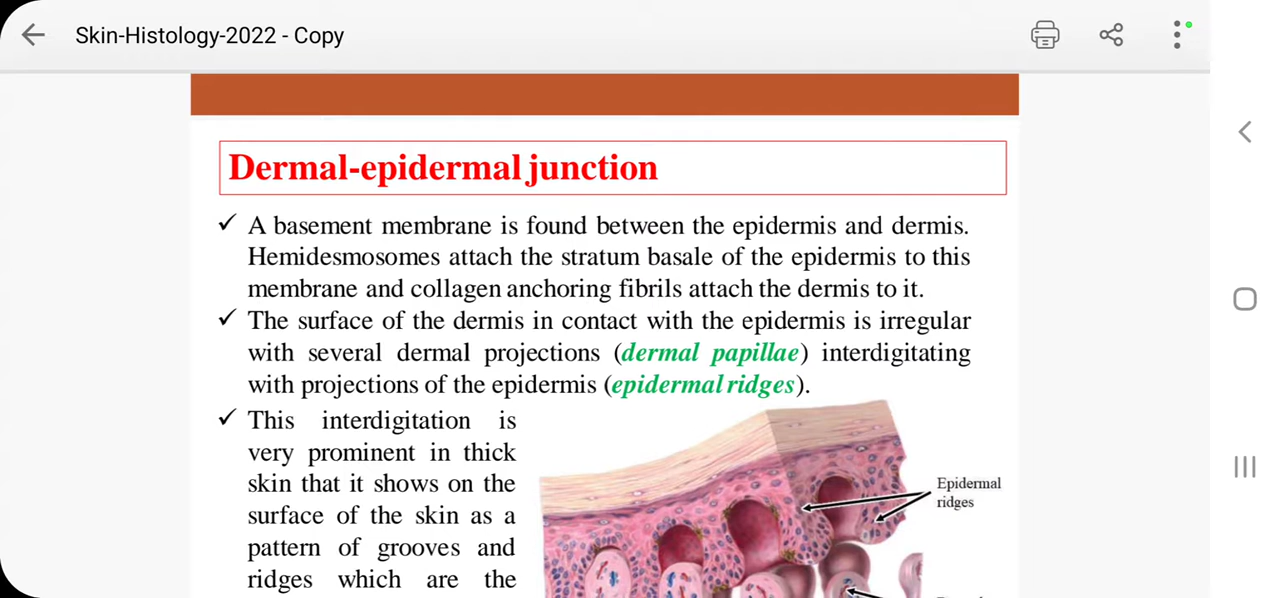 Skin-Histology-2022 - Copy
Dermal-epidermal junction
✓ A basement membrane is found between the epidermis and dermis.
Hemidesmosomes attach the stratum basale of the epidermis to this
membrane and collagen anchoring fibrils attach the dermis to it.
✓ The surface of the dermis in contact with the epidermis is irregular
with several dermal projections (dermal papillae) interdigitating
with projections of the epidermis (epidermal ridges).
✓ This interdigitation is
very prominent in thick
skin that it shows on the
surface of the skin as a
pattern of grooves and
ridges which are the
Epidermal
ridges